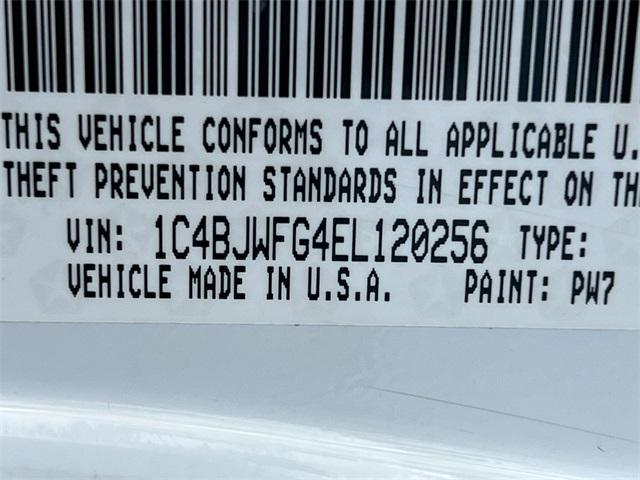 THIS VEHICLE CONFORMS TO ALL APPLICABLE U.
THEFT PREVENTION STANDARDS IN EFFECT ON
VIN: 1C4BJWFG4EL120256 TYPE:
VEHICLE MADE IN U.S.A. PAINT: PW7